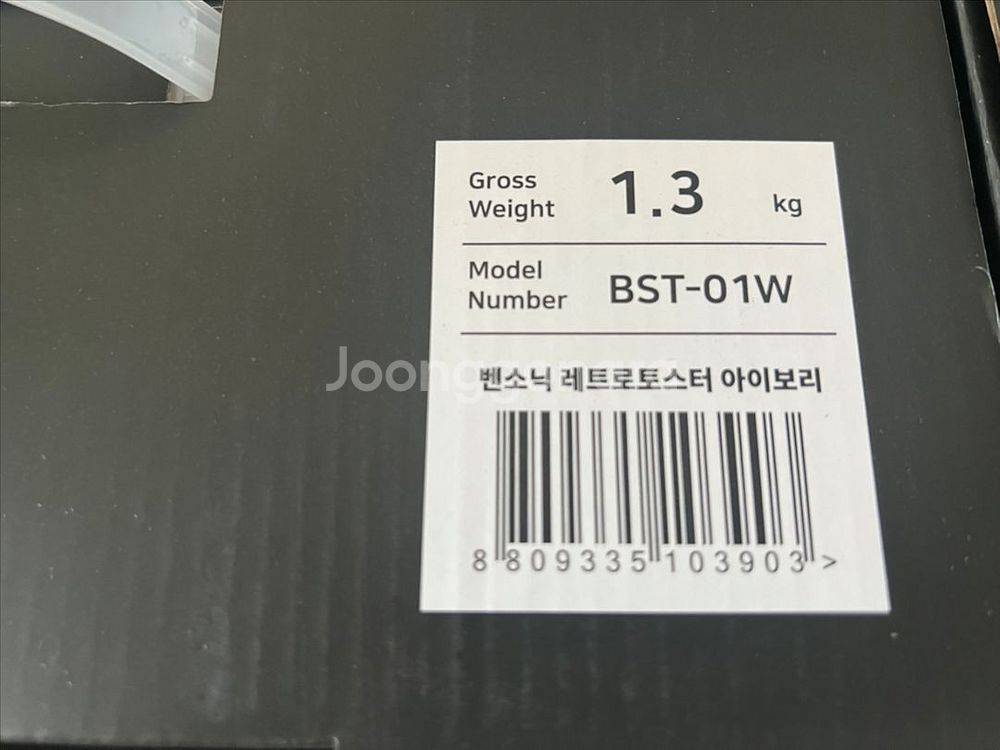 Gross
Weight
1.3 kg
Model
Number
BST-01W
Joonggonara
벤소닉 레트로토스터 아이보리
8 809335 103903 >